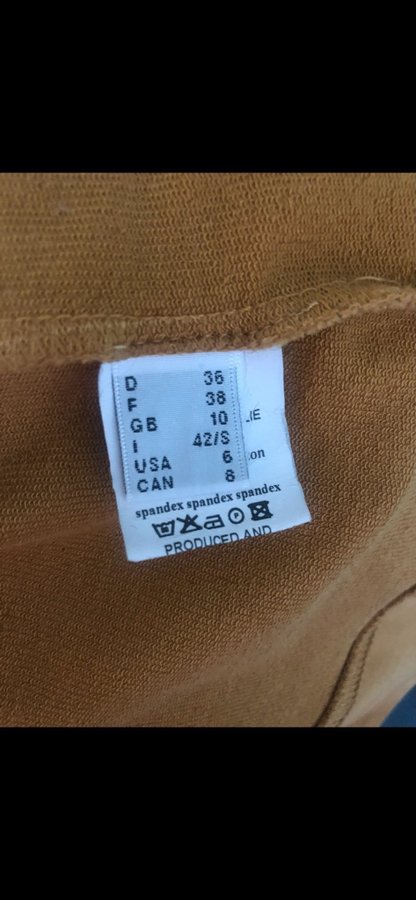 D 36
F 38
GB 10
I 42/S
USA 6
CAN 8
spandex spandex spandex
PRODUCED AND